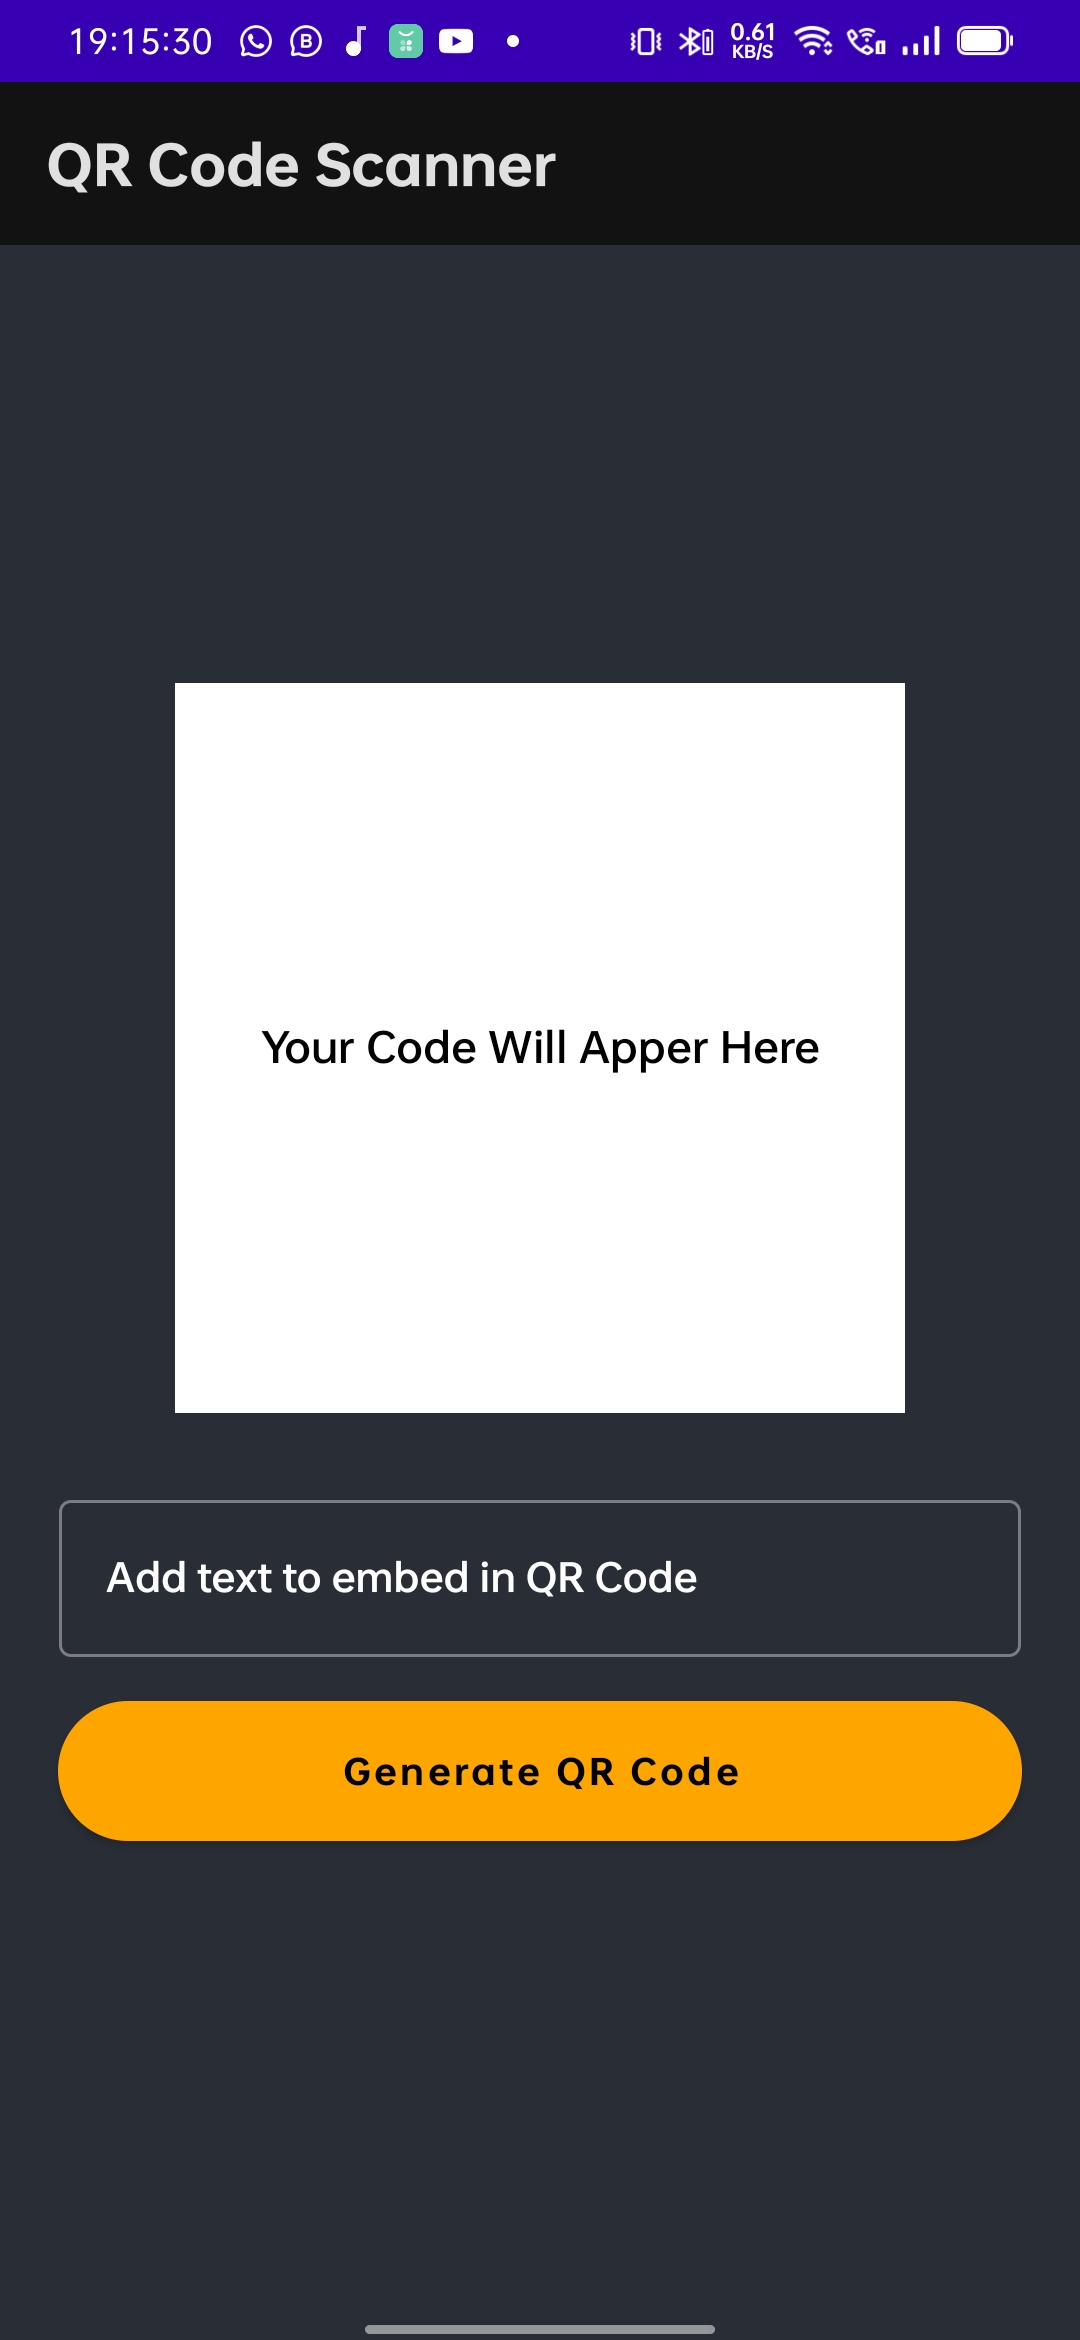 19:15:30 B 0.61 KB/S
QR Code Scanner
Your Code Will Apper Here
Add text to embed in QR Code
Generate QR Code